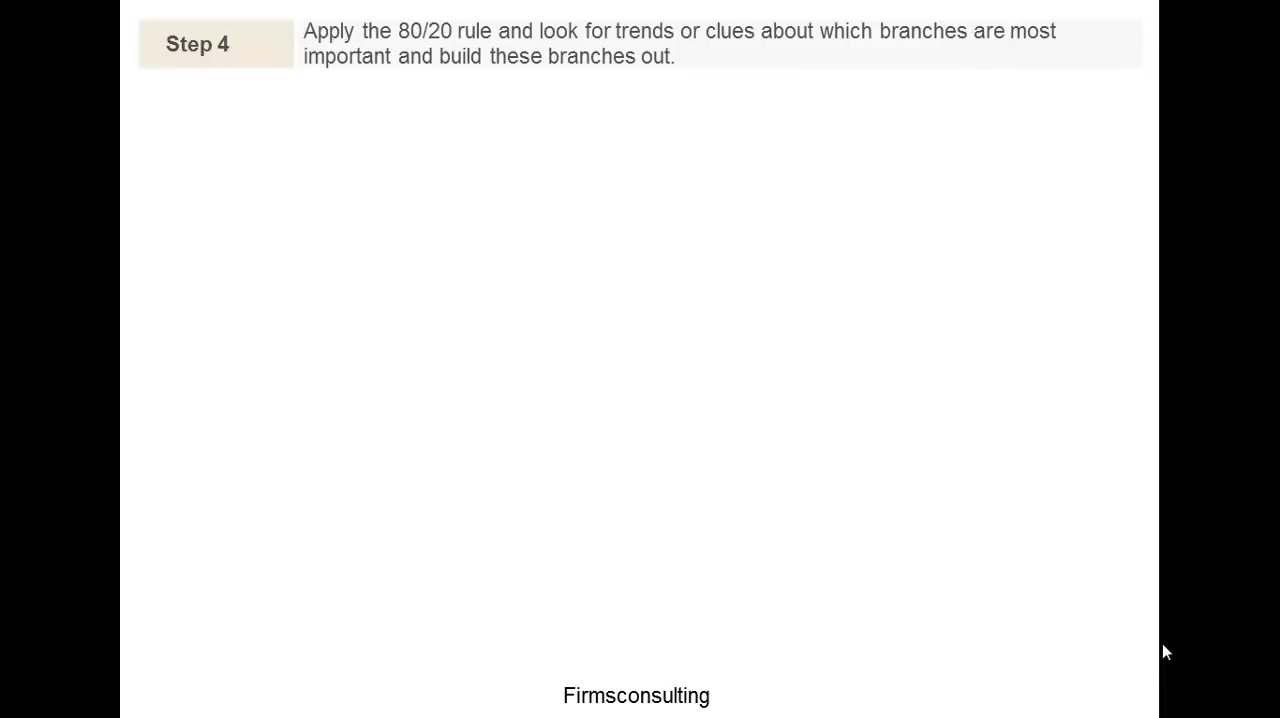 Step 4
Apply the 80/20 rule and look for trends or clues about which branches are most
important and build these branches out.
Firmsconsulting